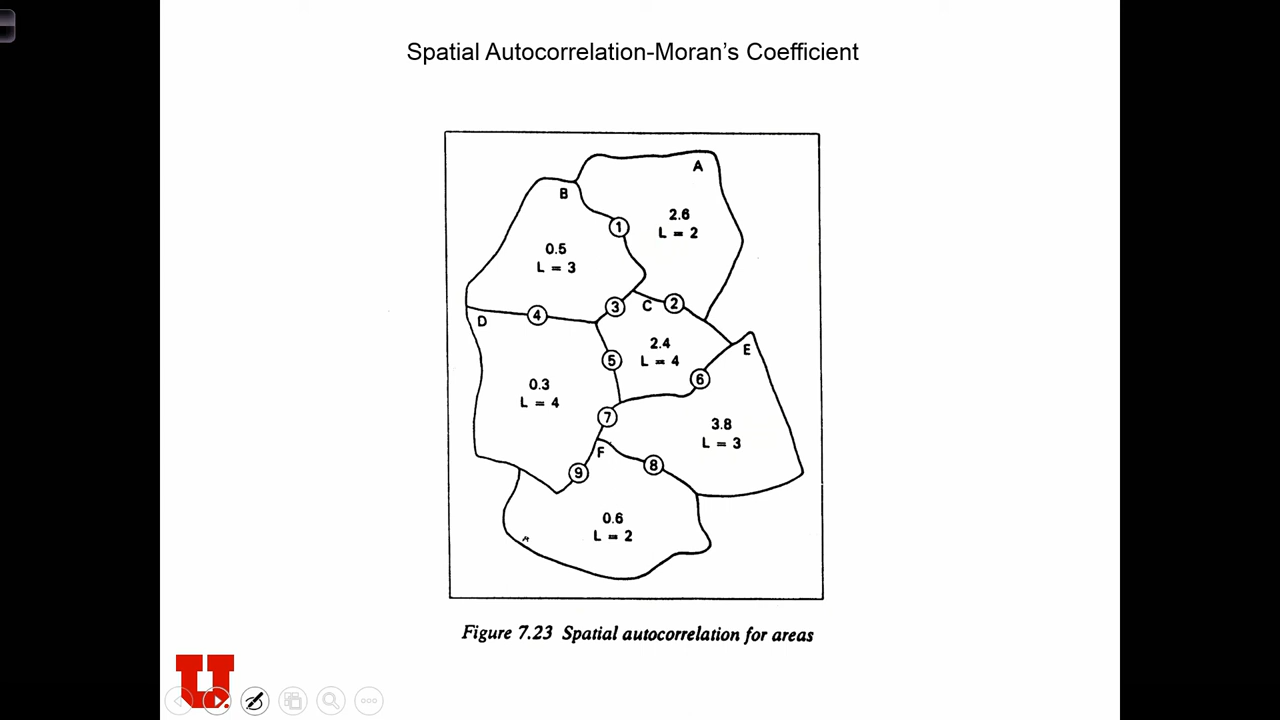 Spatial Autocorrelation-Moran’s Coefficient
A
B
2.6
L = 2
1
0.5
L = 3
3
C
2
4
D
2.4
L = 4
5
E
6
0.3
L = 4
7
3.8
L = 3
F
8
9
0.6
L = 2
Figure 7.23 Spatial autocorrelation for areas
U